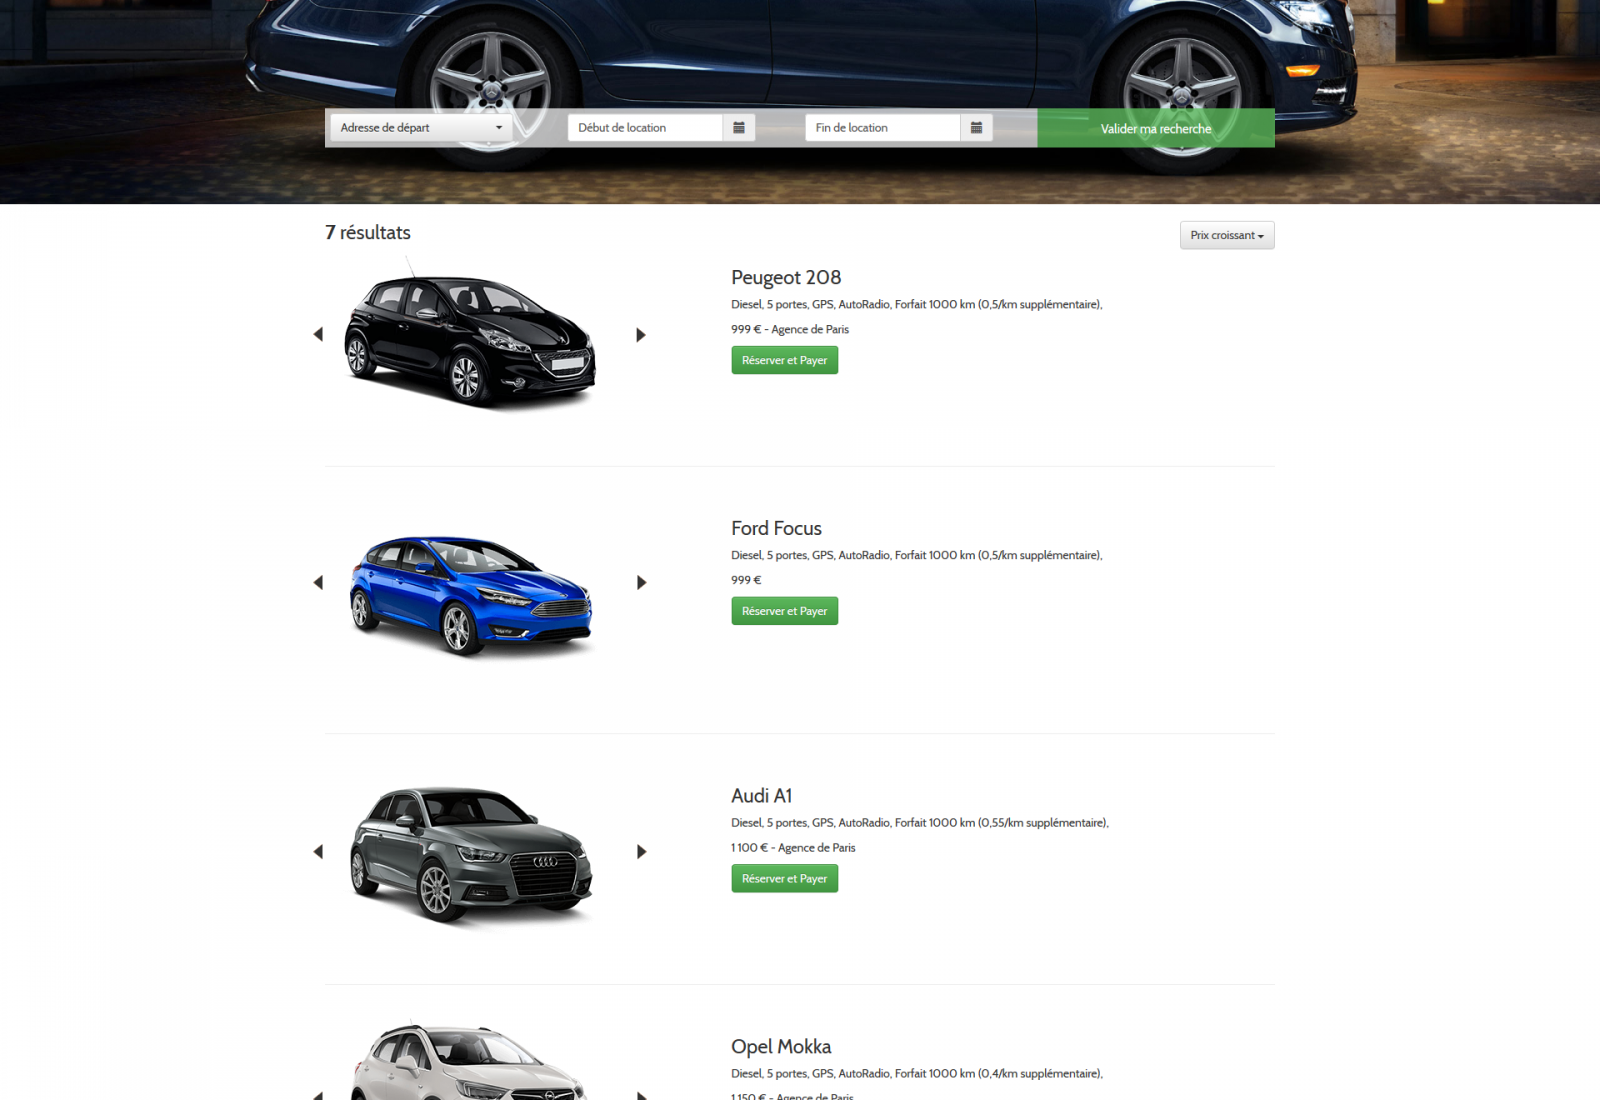 Adresse de départ
Début de location
Fin de location
Valider ma recherche
7 résultats
Prix croissant
Peugeot 208
Diesel, 5 portes, GPS, AutoRadio, Forfait 1000 km (0,5/km supplémentaire),
999 € - Agence de Paris
Réserver et Payer
Ford Focus
Diesel, 5 portes, GPS, AutoRadio, Forfait 1000 km (0,5/km supplémentaire),
999 €
Réserver et Payer
Audi A1
Diesel, 5 portes, GPS, AutoRadio, Forfait 1000 km (0,55/km supplémentaire),
1 100 € - Agence de Paris
Réserver et Payer
Opel Mokka
Diesel, 5 portes, GPS, AutoRadio, Forfait 1000 km (0,4/km supplémentaire),
1 150 € - Agence de Paris